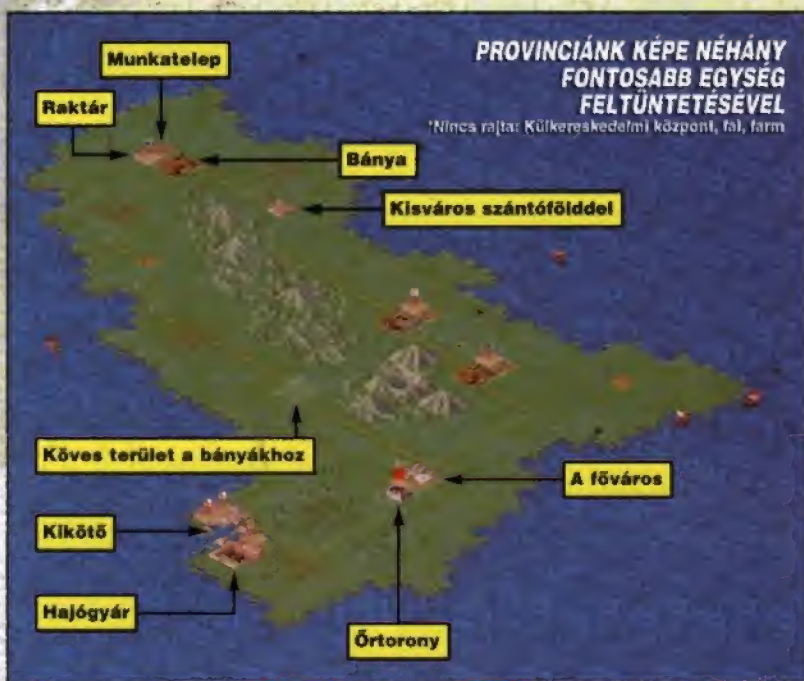 PROVINCIÁNK KÉPE NÉHÁNY
FONTOSABB EGYSÉG
FELTÜNTETÉSÉVEL
*Nincs rajta: Külkereskedelmi központ, fal, farm
Munkatelep
Raktár
Bánya
Kisváros szántófölddel
Köves terület a bányákhoz
A főváros
Kikötő
Hajógyár
Őrtorony